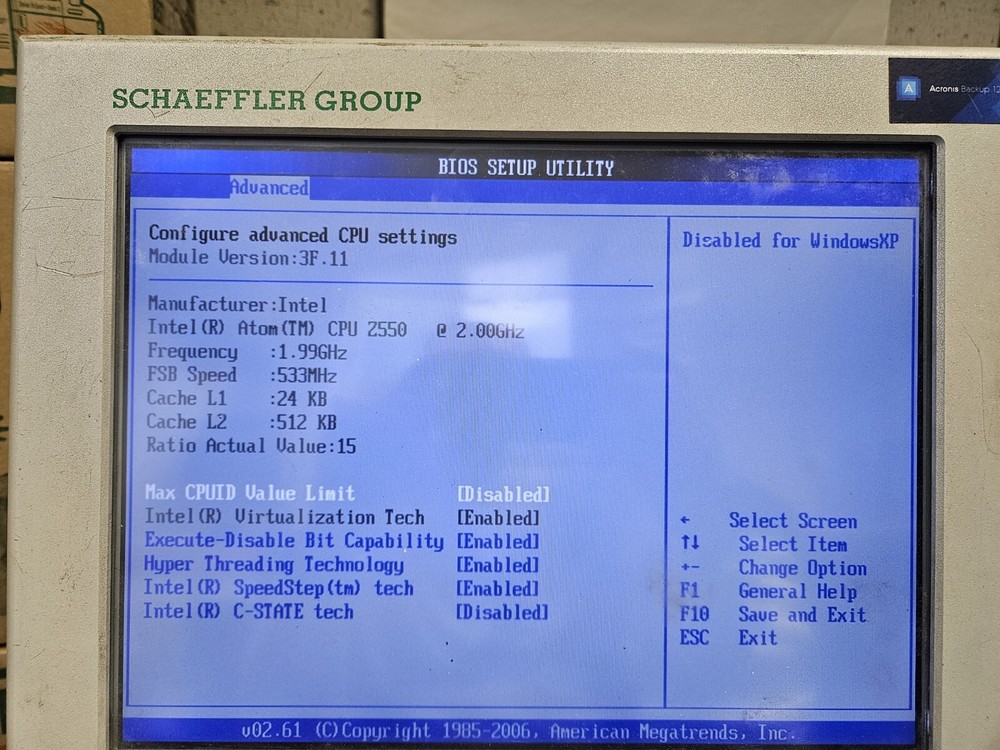 SCHAEFFLER GROUP
Acronis Backup 12
BIOS SETUP UTILITY
Advanced
Configure advanced CPU settings
Module Version:3F.11
Manufacturer:Intel
Intel(R) Atom(TM) CPU Z550 @ 2.00GHz
Frequency :1.99GHz
FSB Speed :533MHz
Cache L1 :24 KB
Cache L2 :512 KB
Ratio Actual Value:15
Max CPUID Value Limit [Disabled]
Intel(R) Virtualization Tech [Enabled]
Execute-Disable Bit Capability [Enabled]
Hyper Threading Technology [Enabled]
Intel(R) SpeedStep(tm) tech [Enabled]
Intel(R) C-STATE tech [Disabled]
Disabled for WindowsXP
← Select Screen
↑↓ Select Item
+- Change Option
F1 General Help
F10 Save and Exit
ESC Exit
v02.61 (C)Copyright 1985-2006, American Megatrends, Inc.